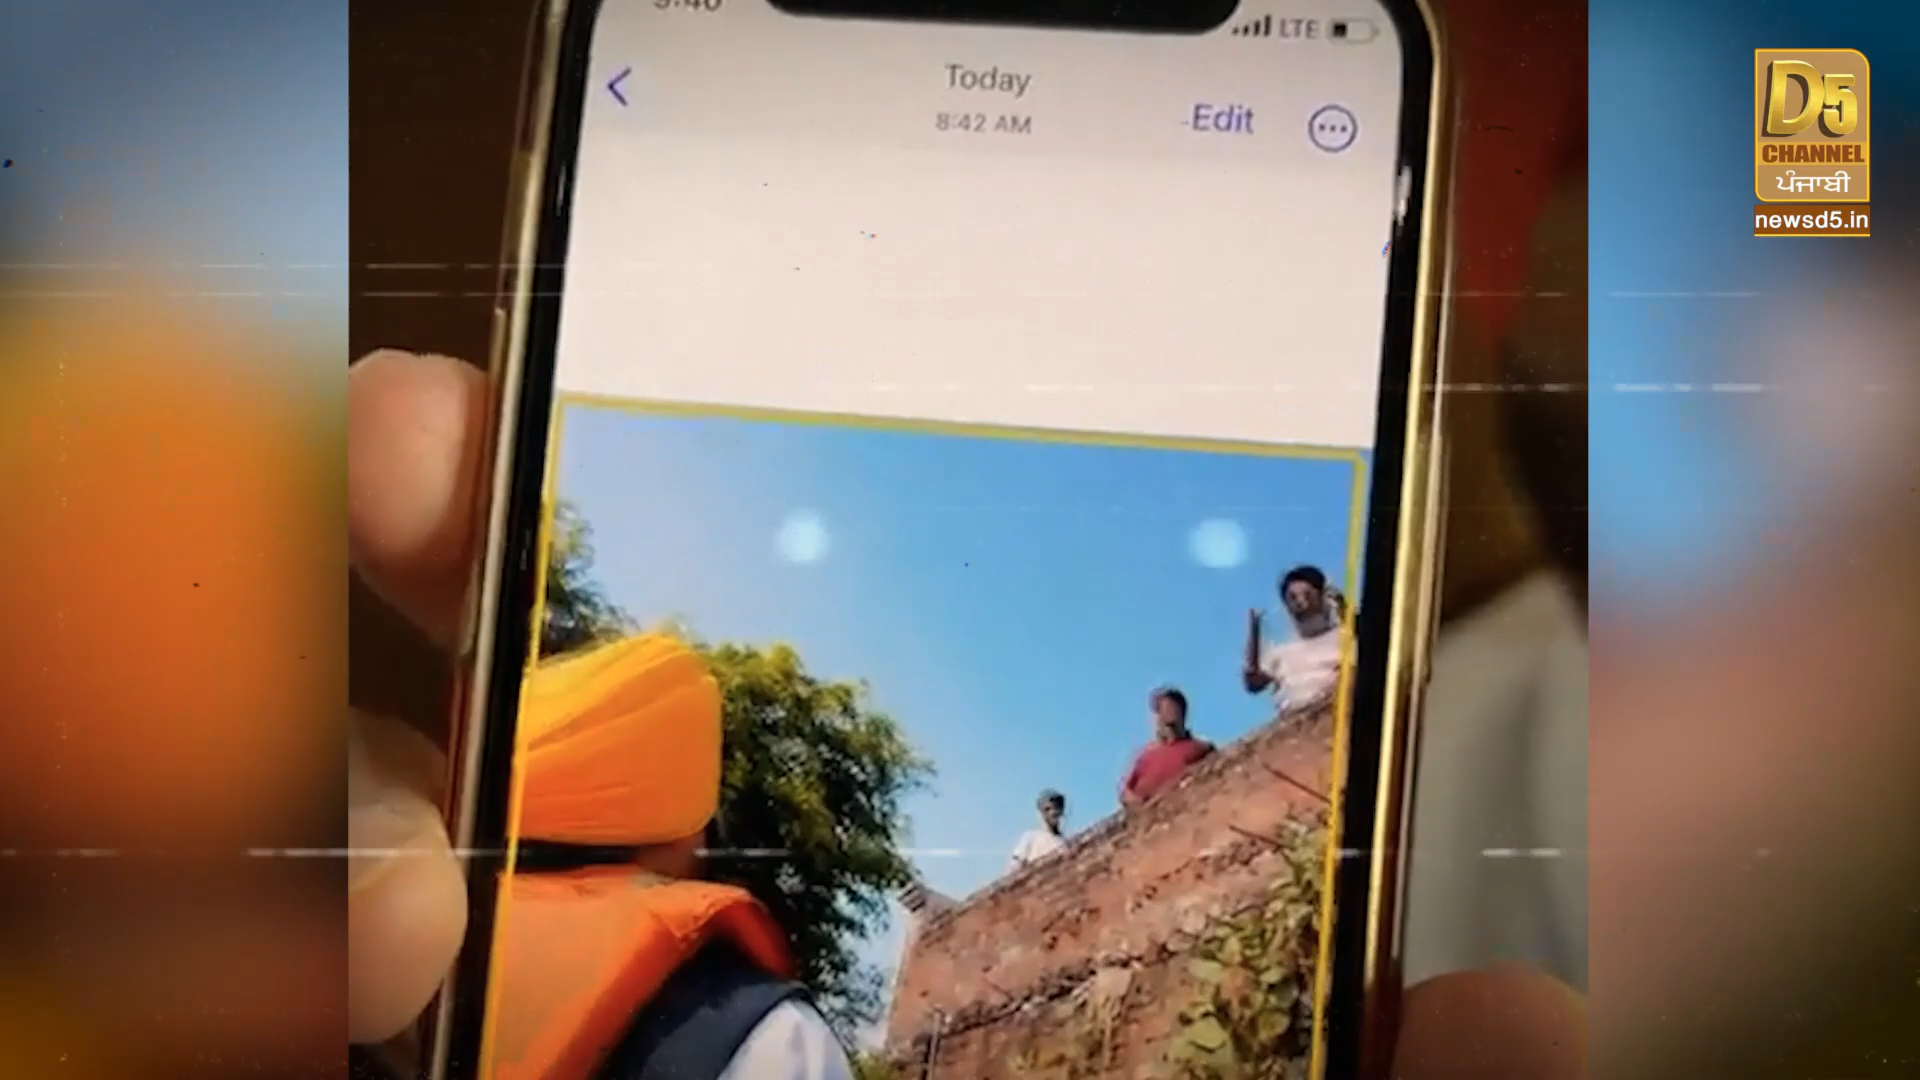 LTE
Today
8:42 AM
Edit
D5
CHANNEL
ਪੰਜਾਬੀ
newsd5.in